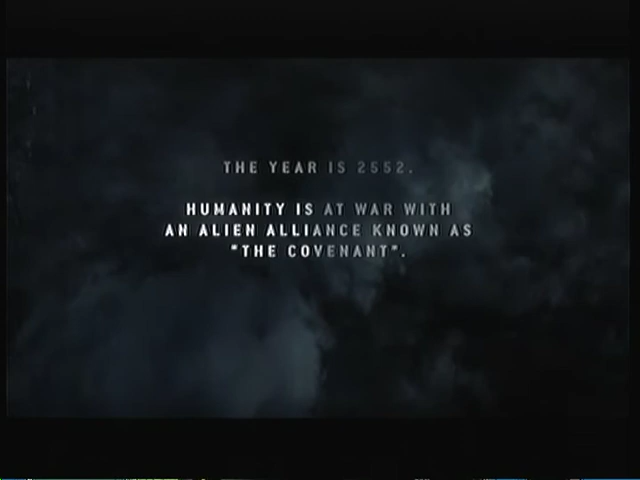 THE YEAR IS 2552.
HUMANITY IS AT WAR WITH
AN ALIEN ALLIANCE KNOWN AS
"THE COVENANT".